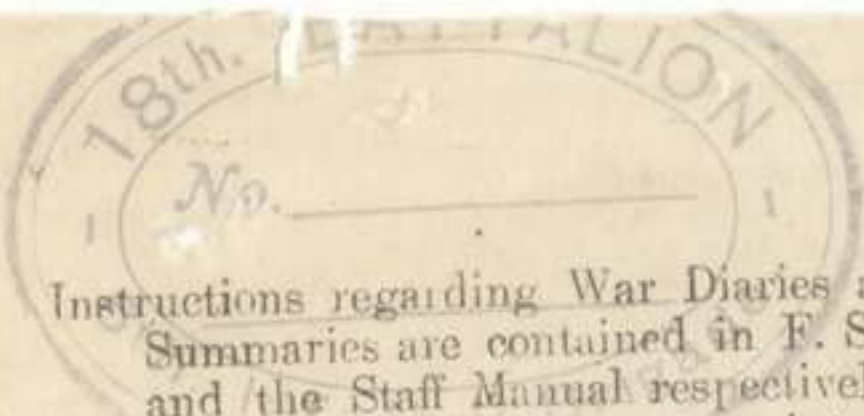 18th. BATTALION
No.
Instructions regarding War Diaries
Summaries are contained in F. S
and the Staff Manual respectivel